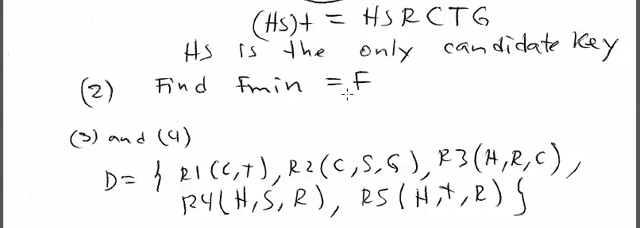 (HS)+ = HSRCTG
HS is the only candidate key
(2) Find Fmin = F
(3) and (4)
D = { R1(C,t), R2(C,S,G), R3(H,R,C),
R4(H,S,R), R5(H,t,R) }